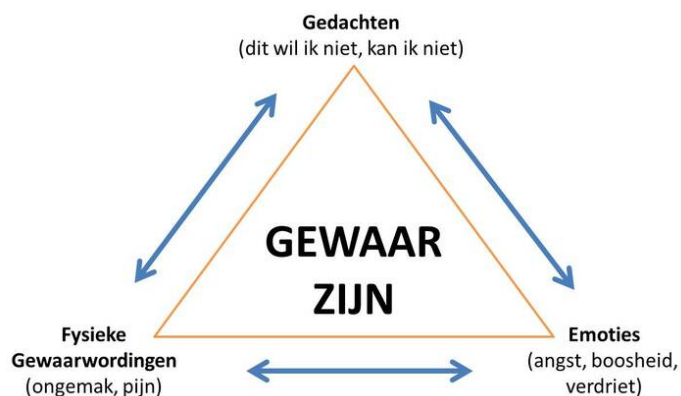 Gedachten
(dit wil ik niet, kan ik niet)
GEWAAR
ZIJN
Fysieke
Gewaarwordingen
(ongemak, pijn)
Emoties
(angst, boosheid,
verdriet)